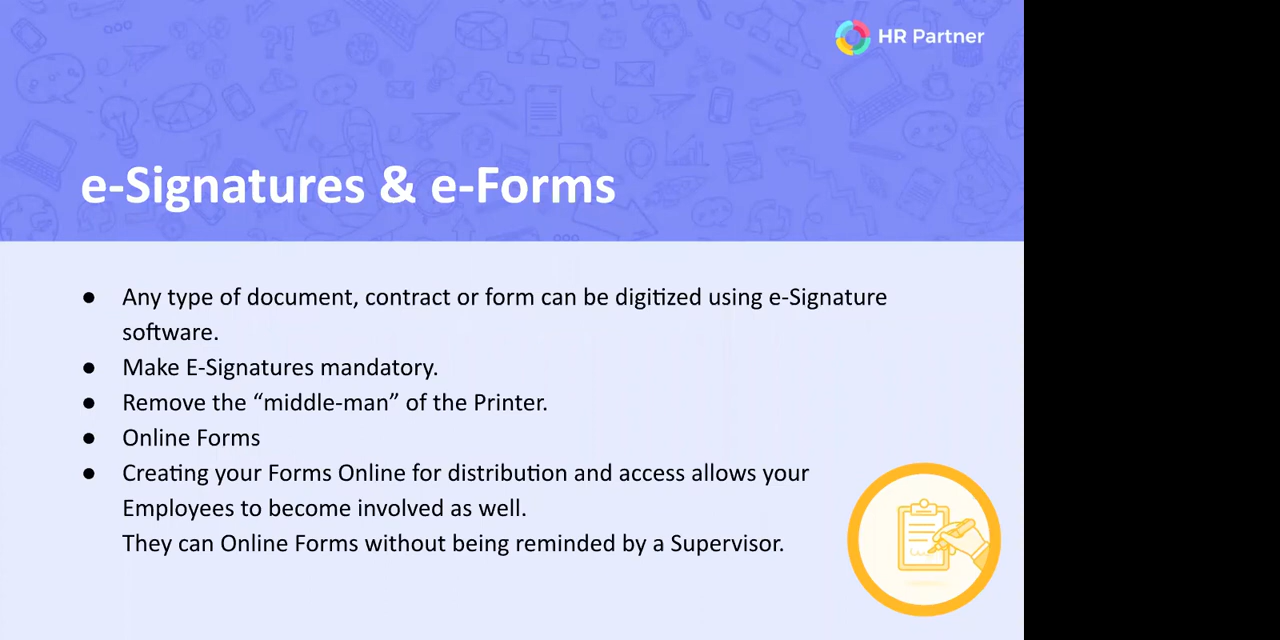 HR Partner
e-Signatures & e-Forms
● Any type of document, contract or form can be digitized using e-Signature
software.
● Make E-Signatures mandatory.
● Remove the “middle-man” of the Printer.
● Online Forms
● Creating your Forms Online for distribution and access allows your
Employees to become involved as well.
They can Online Forms without being reminded by a Supervisor.